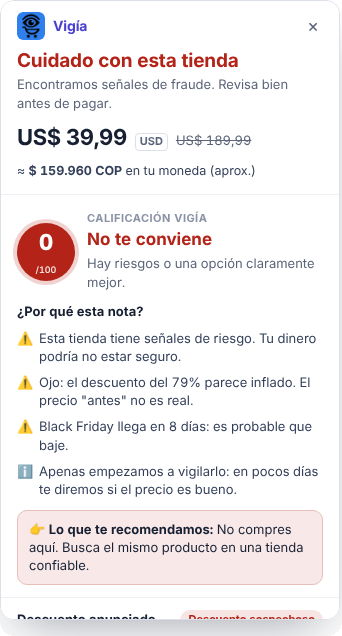 Vigía
Cuidado con esta tienda
Encontramos señales de fraude. Revisa bien
antes de pagar.
US$ 39,99 USD US$ 189,99
≈ $ 159.960 COP en tu moneda (aprox.)
CALIFICACIÓN VIGÍA
0
/100
No te conviene
Hay riesgos o una opción claramente
mejor.
¿Por qué esta nota?
Esta tienda tiene señales de riesgo. Tu dinero
podría no estar seguro.
Ojo: el descuento del 79% parece inflado. El
precio "antes" no es real.
Black Friday llega en 8 días: es probable que
baje.
Apenas empezamos a vigilarlo: en pocos días
te diremos si el precio es bueno.
👉 Lo que te recomendamos: No compres
aquí. Busca el mismo producto en una tienda
confiable.
Descuento anunciado Descuento sospechoso